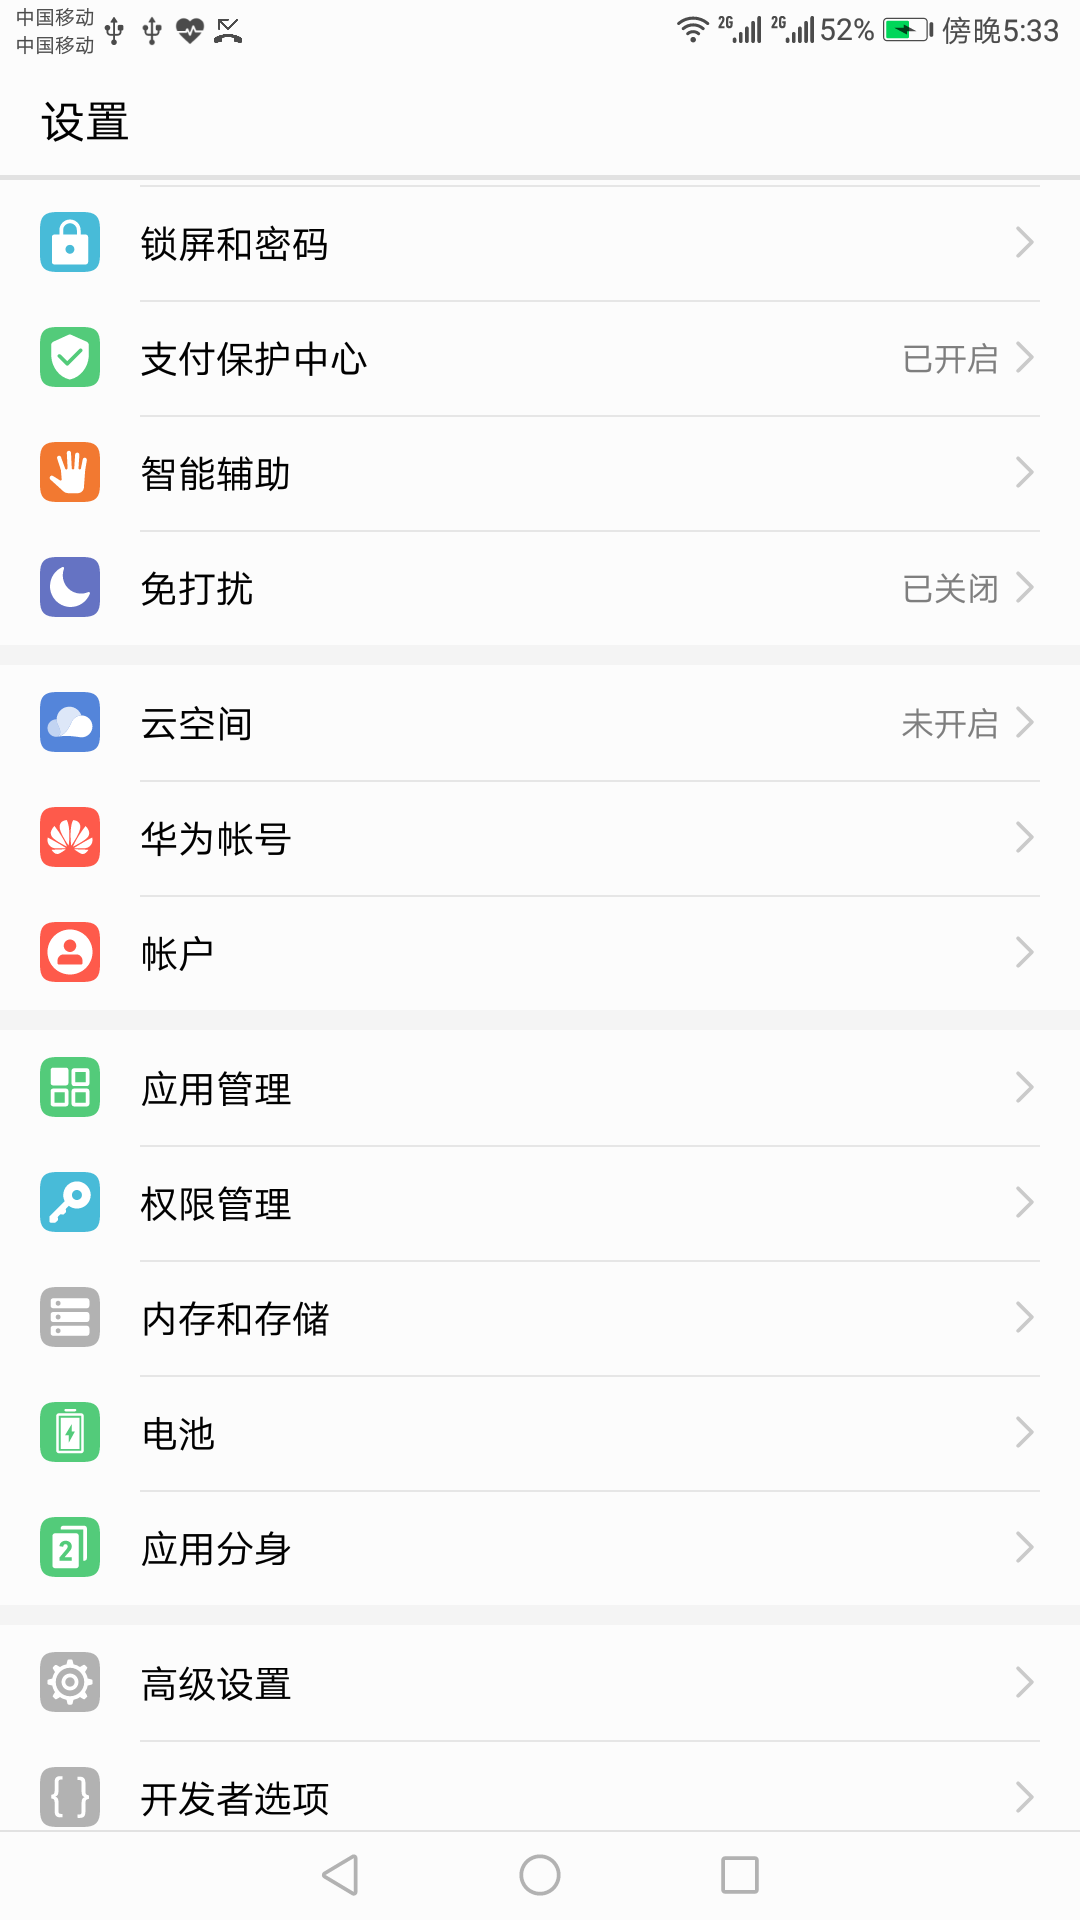 中国移动
中国移动
2G 2G 52% 傍晚5:33
设置
锁屏和密码
支付保护中心 已开启
智能辅助
免打扰 已关闭
云空间 未开启
华为帐号
帐户
应用管理
权限管理
内存和存储
电池
2 应用分身
高级设置
{ } 开发者选项